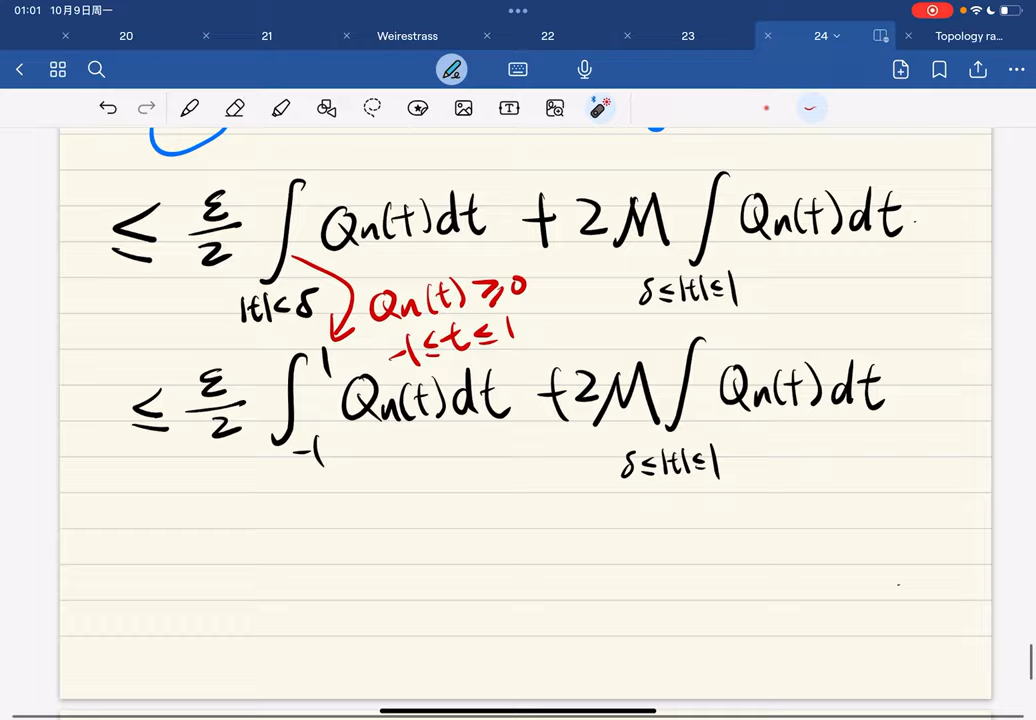 01:01 10月9日周一
20 21 Weirestrass 22 23 24 Topology ra...
≤ ε/2 ∫_{|t|<δ} Qn(t)dt + 2M ∫_{δ≤|t|≤1} Qn(t)dt.
Qn(t) ≥ 0
-1 ≤ t ≤ 1
≤ ε/2 ∫_{-1}^{1} Qn(t)dt + 2M ∫_{δ≤|t|≤1} Qn(t)dt